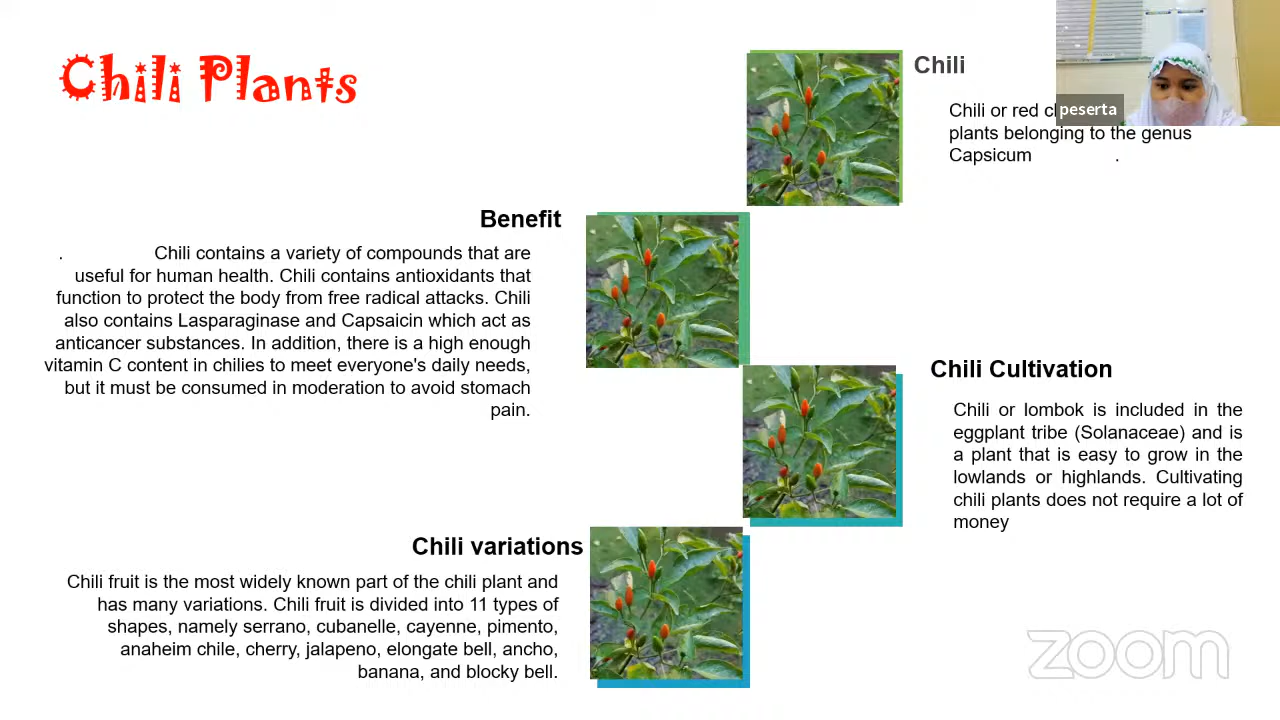 Chili Plants
Chili
Chili or red
peserta
plants belonging to the genus
Capsicum .
Benefit
. Chili contains a variety of compounds that are
useful for human health. Chili contains antioxidants that
function to protect the body from free radical attacks. Chili
also contains Lasparaginase and Capsaicin which act as
anticancer substances. In addition, there is a high enough
vitamin C content in chilies to meet everyone's daily needs,
but it must be consumed in moderation to avoid stomach
pain.
Chili Cultivation
Chili or lombok is included in the
eggplant tribe (Solanaceae) and is
a plant that is easy to grow in the
lowlands or highlands. Cultivating
chili plants does not require a lot of
money
Chili variations
Chili fruit is the most widely known part of the chili plant and
has many variations. Chili fruit is divided into 11 types of
shapes, namely serrano, cubanelle, cayenne, pimento,
anaheim chile, cherry, jalapeno, elongate bell, ancho,
banana, and blocky bell.
zoom